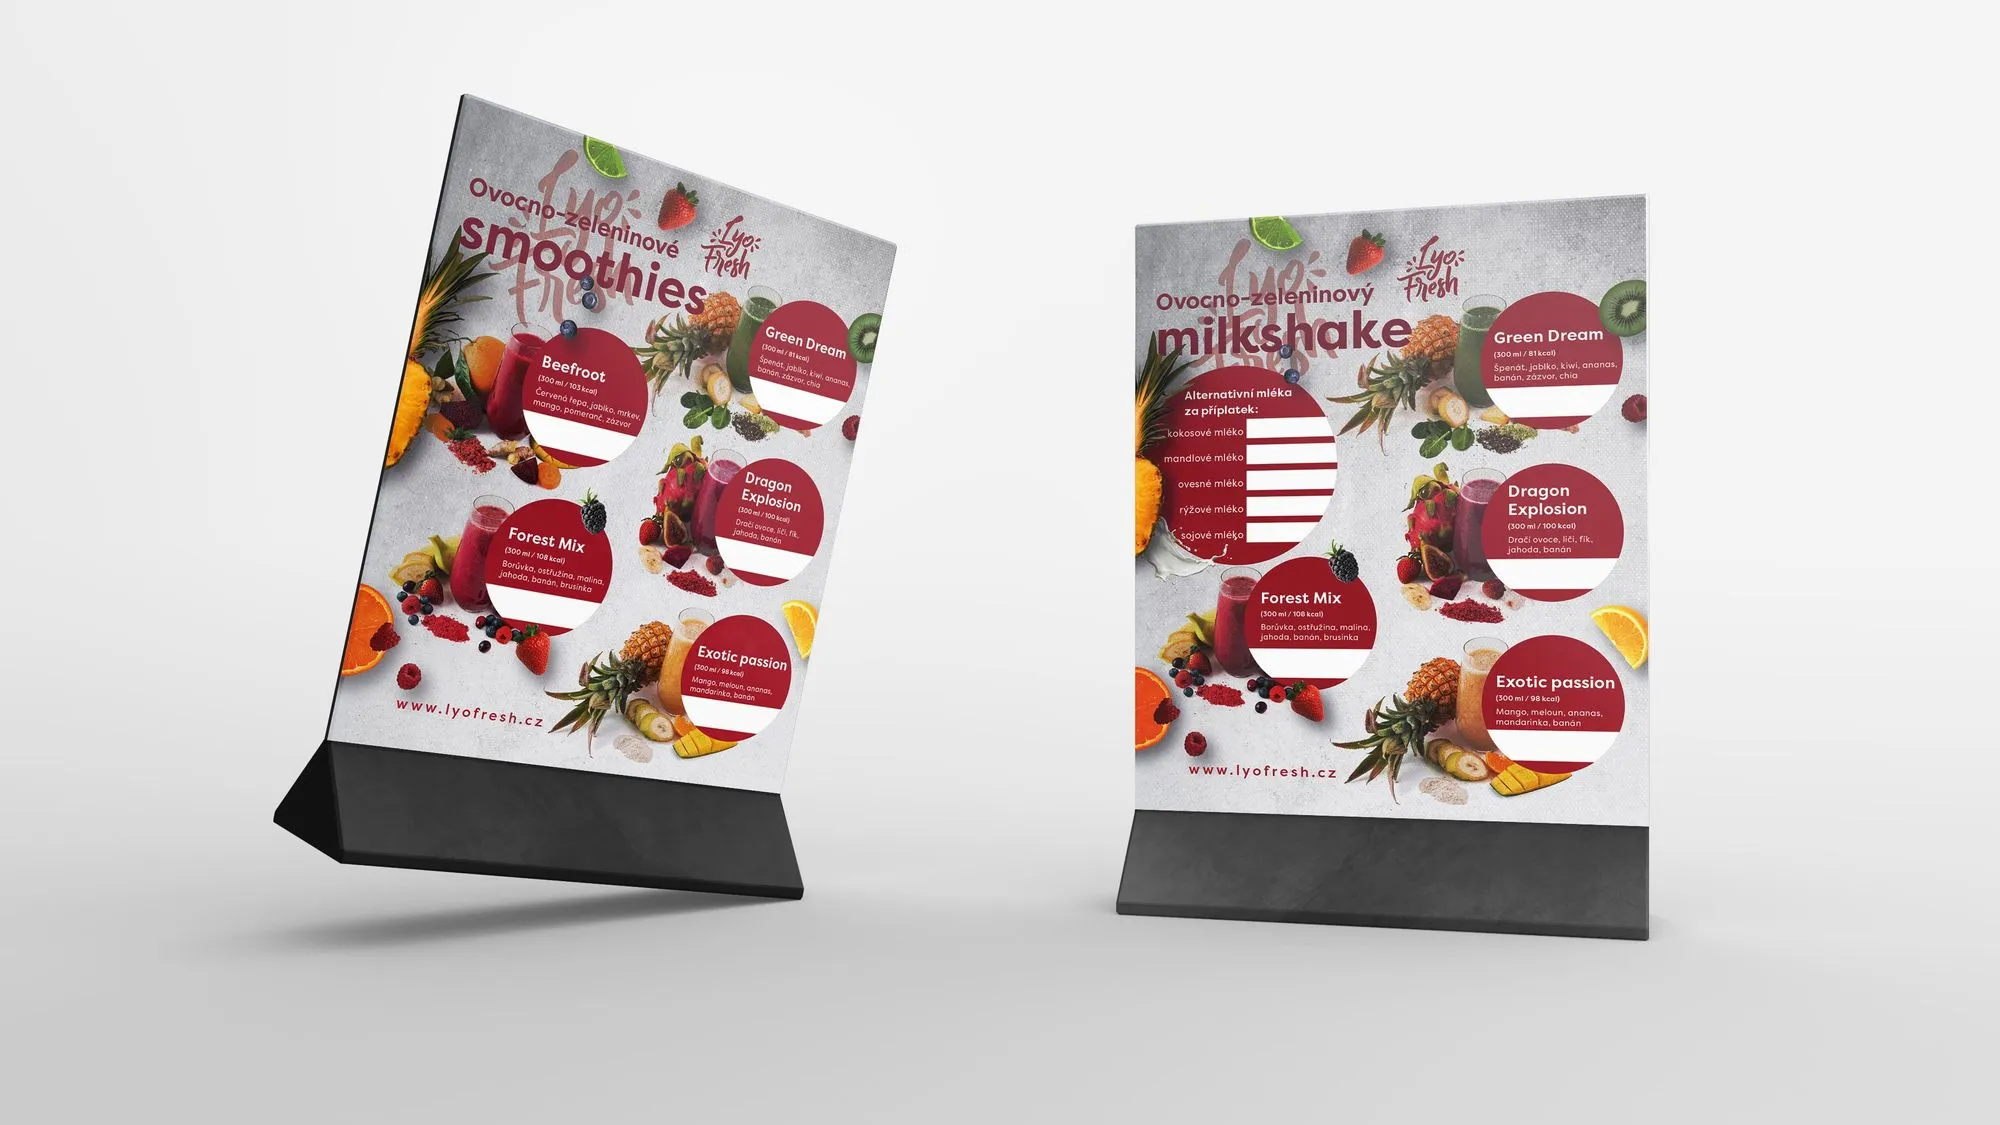 Lyo
Fresh
Ovocno-zeleninové
smoothies
Lyo
Fresh
Beefroot
(300 ml / 103 kcal)
Červená řepa, jablko, mrkev,
mango, pomeranč, zázvor
Green Dream
(300 ml / 81 kcal)
Špenát, jablko, kiwi, ananas,
banán, zázvor, chia
Forest Mix
(300 ml / 108 kcal)
Borůvka, ostřužina, malina,
jahoda, banán, brusinka
Dragon
Explosion
(300 ml / 100 kcal)
Dračí ovoce, liči, fík,
jahoda, banán
Exotic passion
(300 ml / 98 kcal)
Mango, meloun, ananas,
mandarinka, banán
www.lyofresh.cz
Lyo
Fresh
Ovocno-zeleninový
milkshake
Lyo
Fresh
Alternativní mléka
za příplatek:
kokosové mléko
mandlové mléko
ovesné mléko
rýžové mléko
sojové mléko
Green Dream
(300 ml / 81 kcal)
Špenát, jablko, kiwi, ananas,
banán, zázvor, chia
Dragon
Explosion
(300 ml / 100 kcal)
Dračí ovoce, liči, fík,
jahoda, banán
Forest Mix
(300 ml / 108 kcal)
Borůvka, ostřužina, malina,
jahoda, banán, brusinka
Exotic passion
(300 ml / 98 kcal)
Mango, meloun, ananas,
mandarinka, banán
www.lyofresh.cz